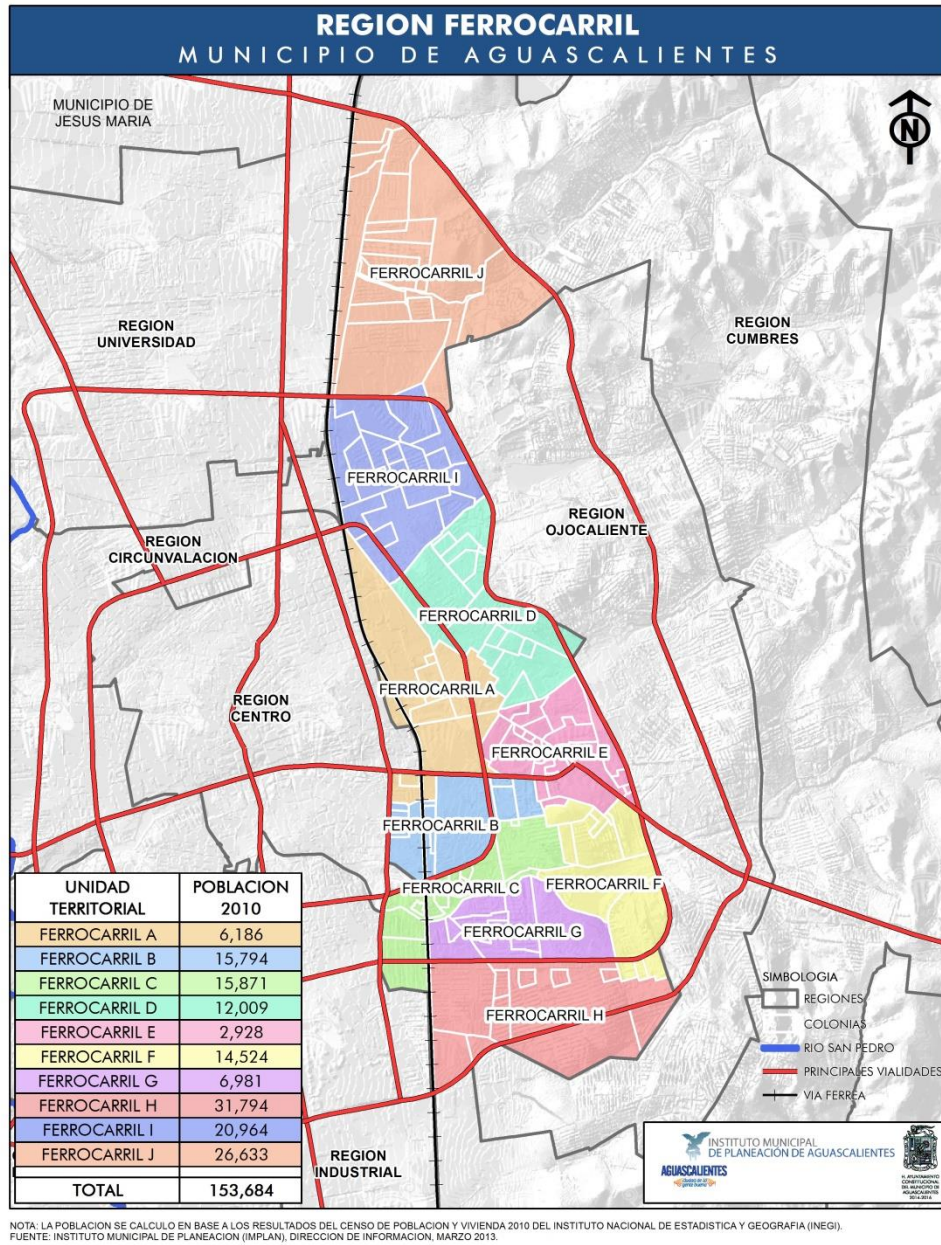 REGION FERROCARRIL
MUNICIPIO DE AGUASCALIENTES
MUNICIPIO DE
JESUS MARIA
N
FERROCARRIL J
REGION
UNIVERSIDAD
REGION
CUMBRES
FERROCARRIL I
REGION
OJOCALIENTE
REGION
CIRCUNVALACION
FERROCARRIL D
FERROCARRIL A
REGION
CENTRO
FERROCARRIL E
FERROCARRIL B
FERROCARRIL C
FERROCARRIL F
FERROCARRIL G
FERROCARRIL H
REGION
INDUSTRIAL
UNIDAD TERRITORIAL POBLACION 2010
FERROCARRIL A 6,186
FERROCARRIL B 15,794
FERROCARRIL C 15,871
FERROCARRIL D 12,009
FERROCARRIL E 2,928
FERROCARRIL F 14,524
FERROCARRIL G 6,981
FERROCARRIL H 31,794
FERROCARRIL I 20,964
FERROCARRIL J 26,633
TOTAL 153,684
SIMBOLOGIA
REGIONES
COLONIAS
RIO SAN PEDRO
PRINCIPALES VIALIDADES
VIA FERREA
INSTITUTO MUNICIPAL
DE PLANEACIÓN DE AGUASCALIENTES
AGUASCALIENTES
H. AYUNTAMIENTO
CONSTITUCIONAL
DEL MUNICIPIO DE
AGUASCALIENTES
NOTA: LA POBLACION SE CALCULO EN BASE A LOS RESULTADOS DEL CENSO DE POBLACION Y VIVIENDA 2010 DEL INSTITUTO NACIONAL DE ESTADISTICA Y GEOGRAFIA (INEGI).
FUENTE: INSTITUTO MUNICIPAL DE PLANEACION (IMPLAN), DIRECCION DE INFORMACION, MARZO 2013.